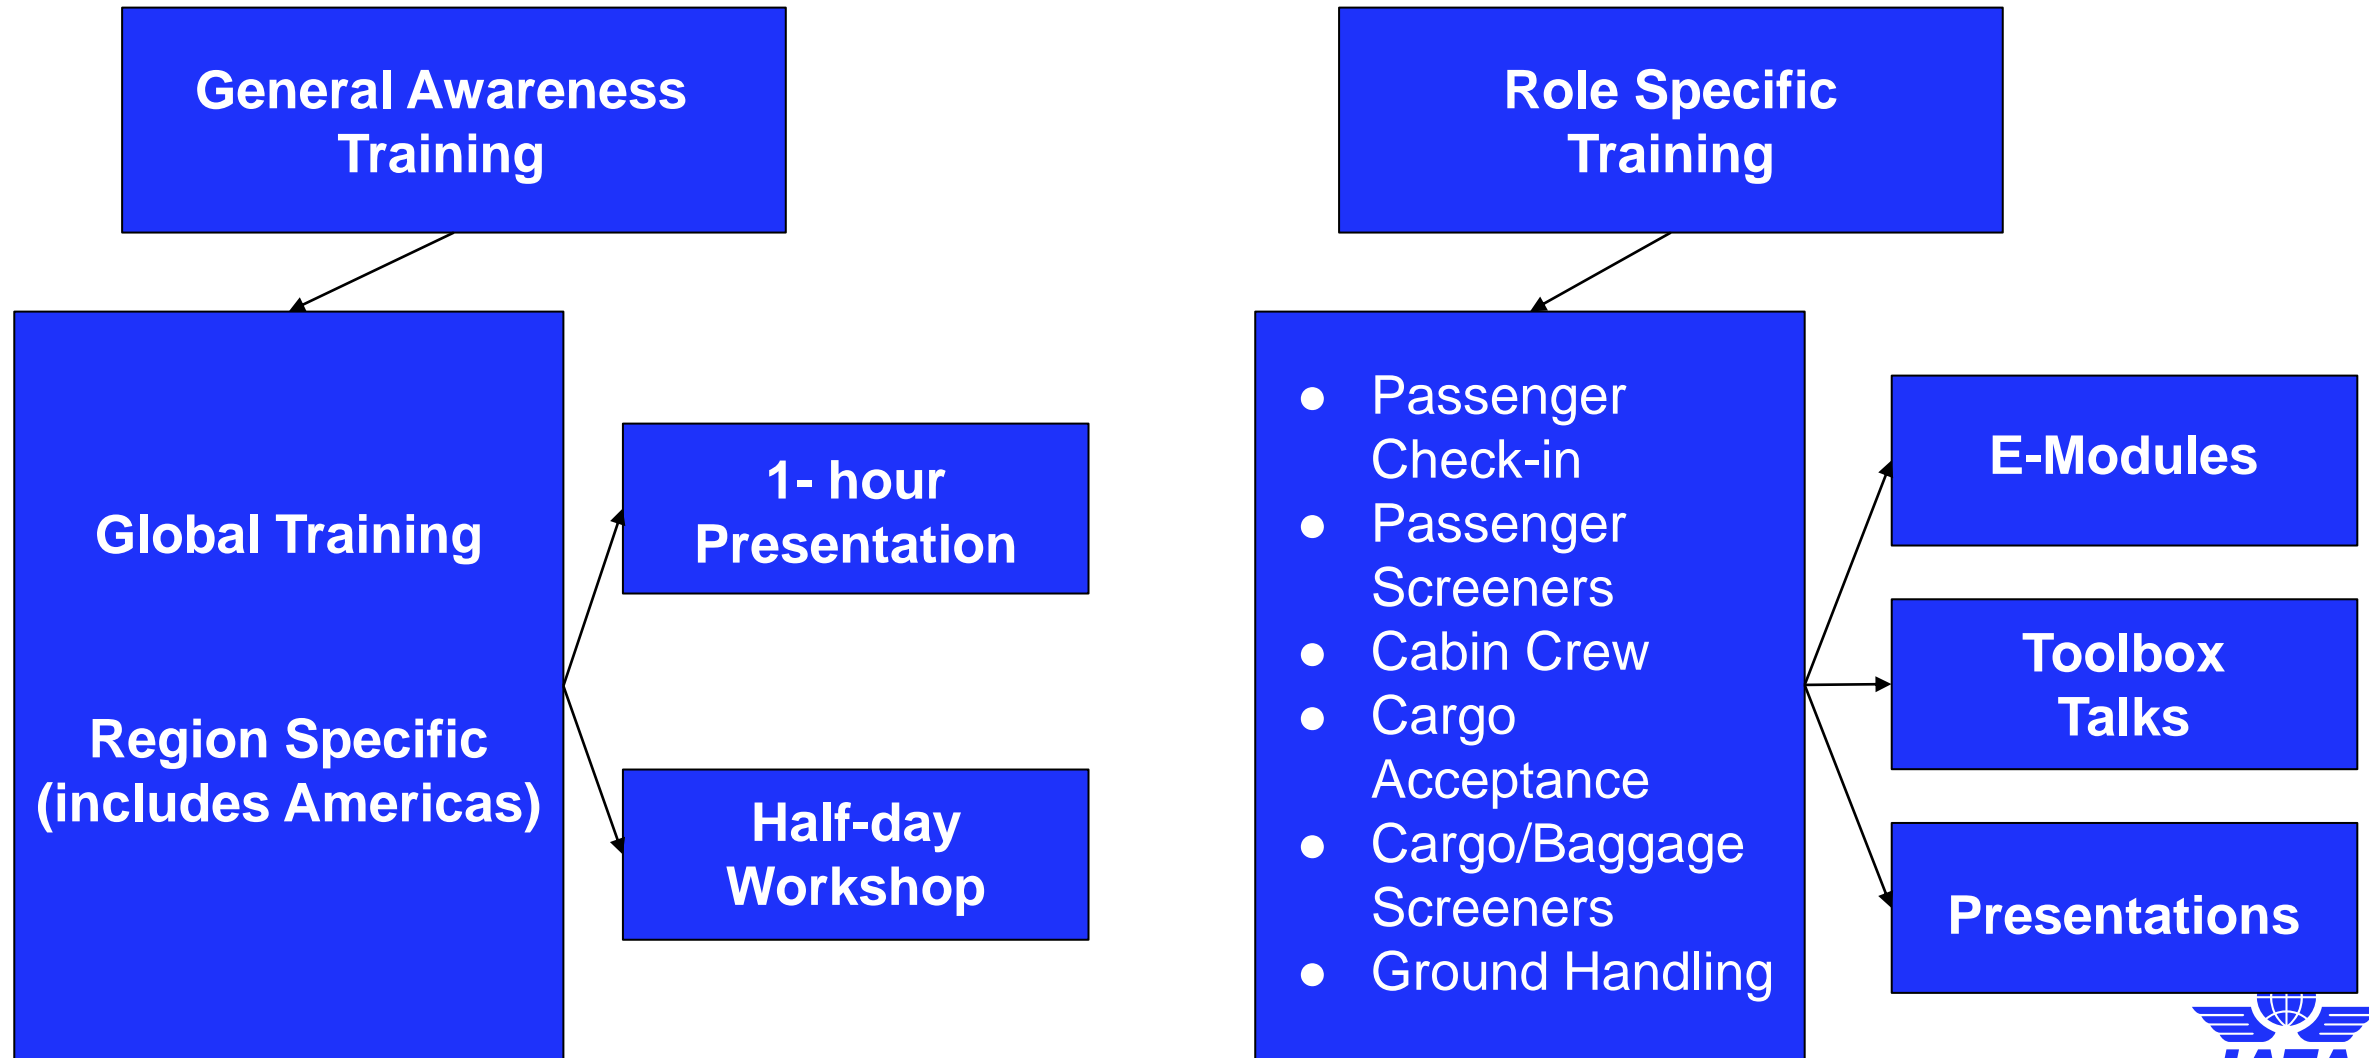 General Awareness
Training
Global Training
Region Specific
(includes Americas)
1- hour
Presentation
Half-day
Workshop
Role Specific
Training
● Passenger
Check-in
● Passenger
Screeners
● Cabin Crew
● Cargo
Acceptance
● Cargo/Baggage
Screeners
● Ground Handling
E-Modules
Toolbox
Talks
Presentations